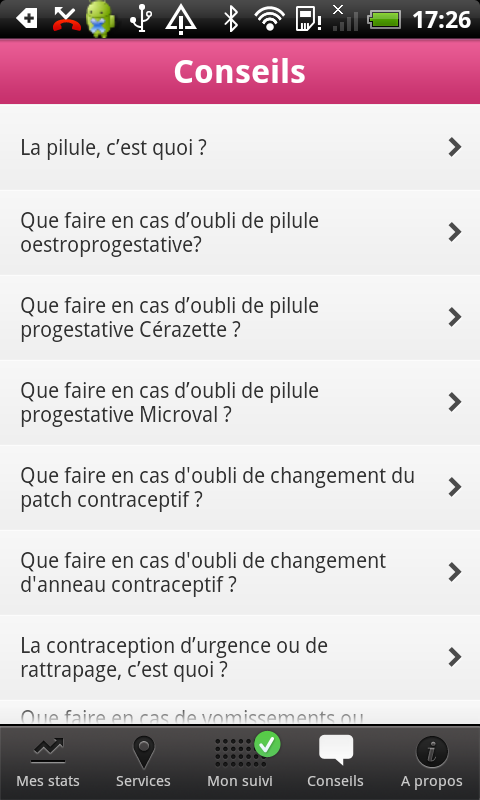 17:26
Conseils
La pilule, c’est quoi ?
Que faire en cas d’oubli de pilule
oestroprogestative?
Que faire en cas d’oubli de pilule
progestative Cérazette ?
Que faire en cas d’oubli de pilule
progestative Microval ?
Que faire en cas d'oubli de changement du
patch contraceptif ?
Que faire en cas d'oubli de changement
d'anneau contraceptif ?
La contraception d’urgence ou de
rattrapage, c’est quoi ?
Que faire en cas de vomissements ou
Mes stats
Services
Mon suivi
Conseils
A propos